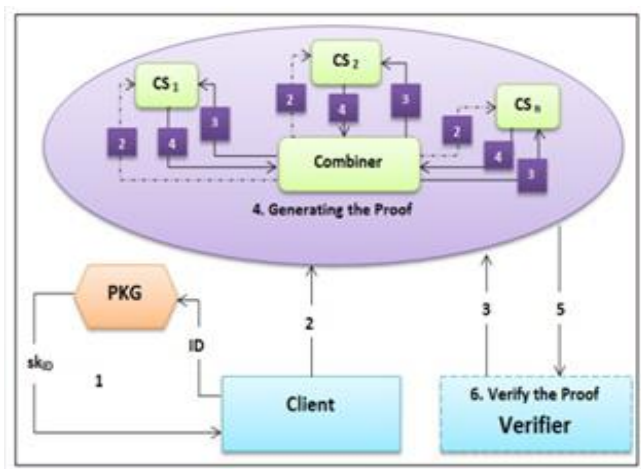 CS 2
CS 1
CS n
2
4
3
2
4
3
2
4
3
Combiner
4. Generating the Proof
PKG
ID
skID
1
2
3
5
Client
6. Verify the Proof
Verifier